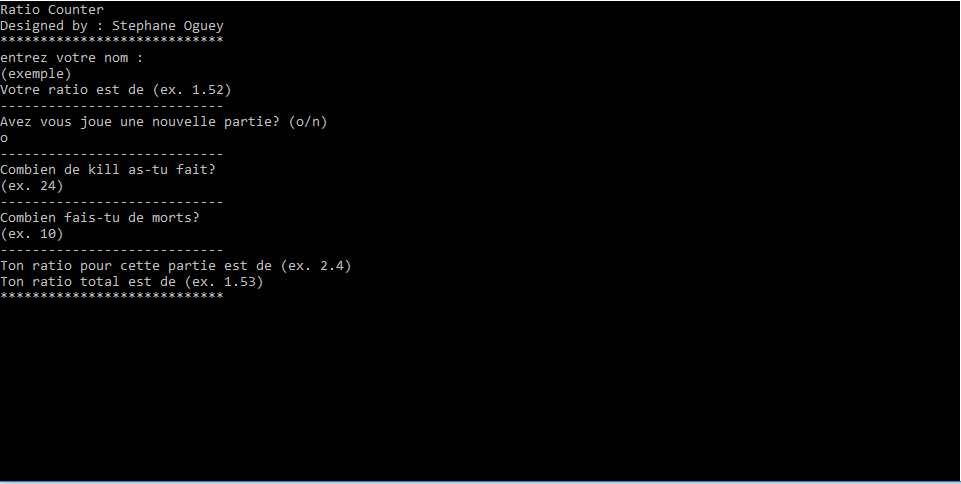 Ratio Counter
Designed by : Stephane Oguey
****************************
entrez votre nom :
(exemple)
Votre ratio est de (ex. 1.52)
----------------------------
Avez vous joue une nouvelle partie? (o/n)
o
----------------------------
Combien de kill as-tu fait?
(ex. 24)
----------------------------
Combien fais-tu de morts?
(ex. 10)
----------------------------
Ton ratio pour cette partie est de (ex. 2.4)
Ton ratio total est de (ex. 1.53)
****************************